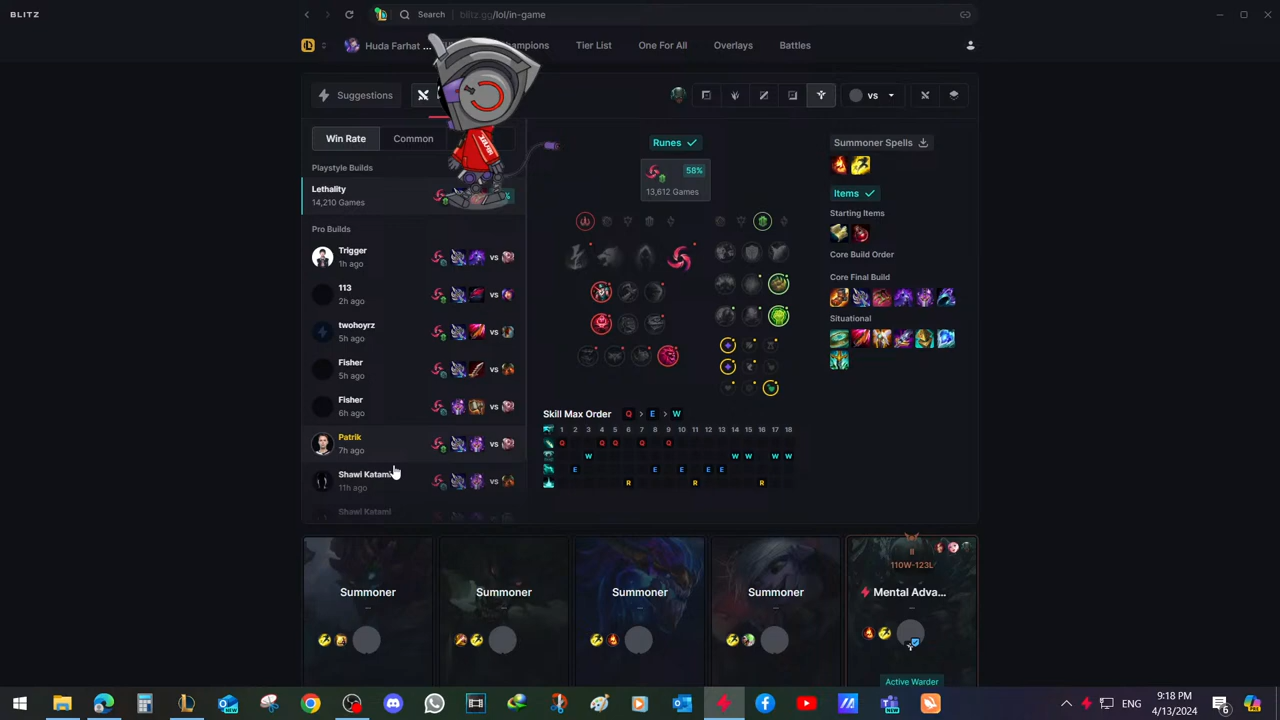 BLITZ
Search blitz.gg/lol/in-game
Huda Farhat ...
Tier List
One For All
Overlays
Battles
Suggestions
vs
Win Rate
Common
Playstyle Builds
Lethality
14,210 Games
Pro Builds
Trigger
1h ago
vs
113
2h ago
vs
twohoyrz
5h ago
vs
Fisher
5h ago
vs
Fisher
6h ago
vs
Patrik
7h ago
vs
Shawi Katami
11h ago
vs
Shawi Katami
vs
Runes
58%
13,612 Games
Skill Max Order Q > E > W
1 2 3 4 5 6 7 8 9 10 11 12 13 14 15 16 17 18
Q Q Q Q Q
W W W W W
E E E E E
R R R
Summoner Spells
Items
Starting Items
Core Build Order
Core Final Build
Situational
Summoner
Summoner
Summoner
Summoner
II
110W-123L
Mental Adva...
Active Warder
ENG
9:18 PM
4/13/2024
6